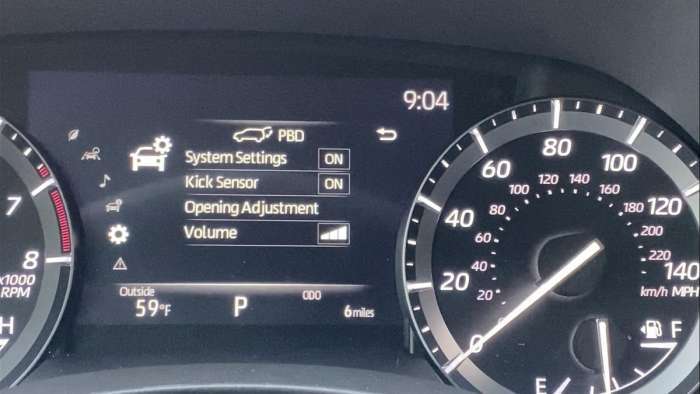 9:04
PBD
System Settings ON
Kick Sensor ON
Opening Adjustment
Volume
Outside
59°F
P
ODO
6 miles
7
8
x1000
RPM
H
0
20
40
60
80
100
120
140
MPH
20
40
60
80
100
120
140
160
180
200
220
km/h
E
F